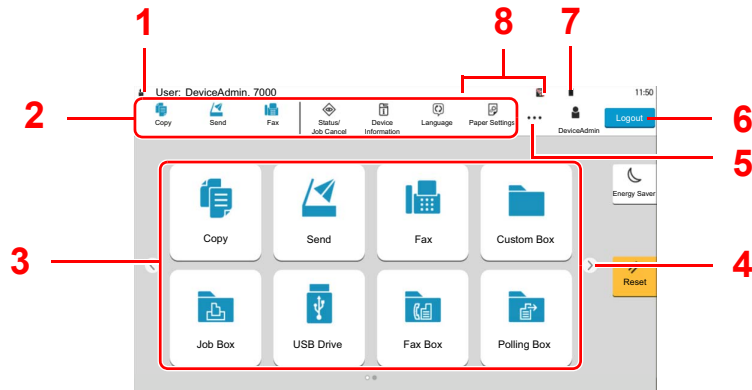 1
8
7
User: DeviceAdmin. 7000
11:50
2
Copy
Send
Fax
Status/
Job Cancel
Device
Information
Language
Paper Settings
...
DeviceAdmin
Logout
6
5
Energy Saver
3
Copy
Send
Fax
Custom Box
4
Reset
Job Box
USB Drive
Fax Box
Polling Box